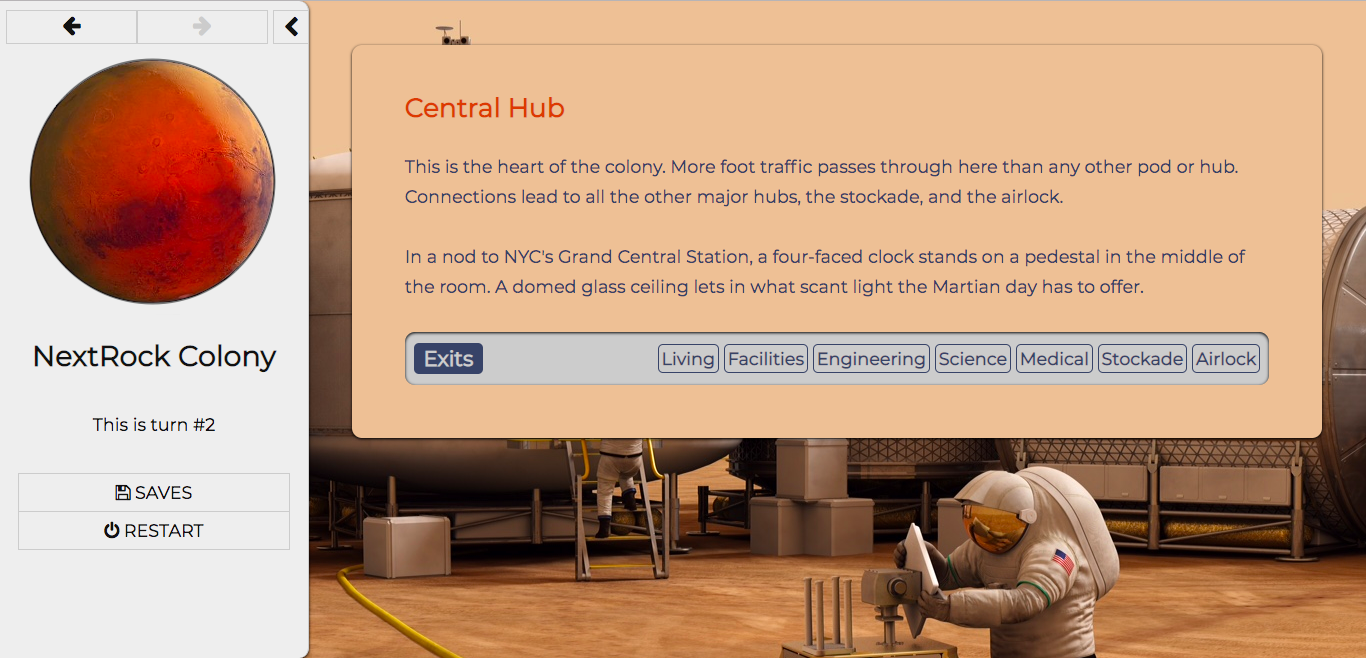 NextRock Colony
This is turn #2
SAVES
RESTART
Central Hub
This is the heart of the colony. More foot traffic passes through here than any other pod or hub.
Connections lead to all the other major hubs, the stockade, and the airlock.
In a nod to NYC's Grand Central Station, a four-faced clock stands on a pedestal in the middle of
the room. A domed glass ceiling lets in what scant light the Martian day has to offer.
Exits Living Facilities Engineering Science Medical Stockade Airlock